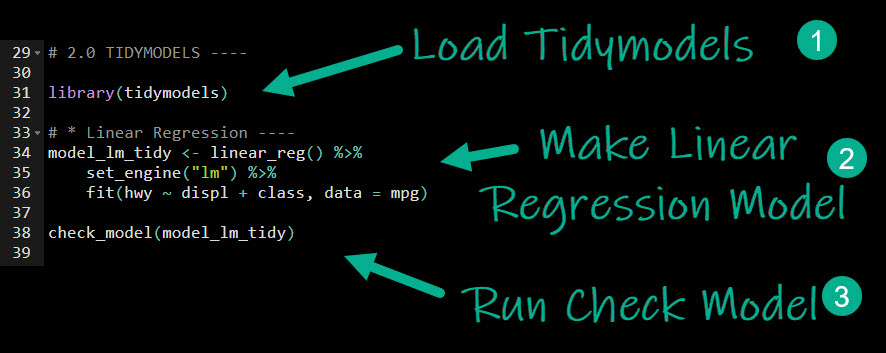 29 # 2.0 TIDYMODELS ----
Load Tidymodels 1
30
31 library(tidymodels)
32
33 # * Linear Regression ----
34 model_lm_tidy <- linear_reg() %>%
35     set_engine("lm") %>%
36     fit(hwy ~ displ + class, data = mpg)
Make Linear
Regression Model 2
37
38 check_model(model_lm_tidy)
39
Run Check Model 3